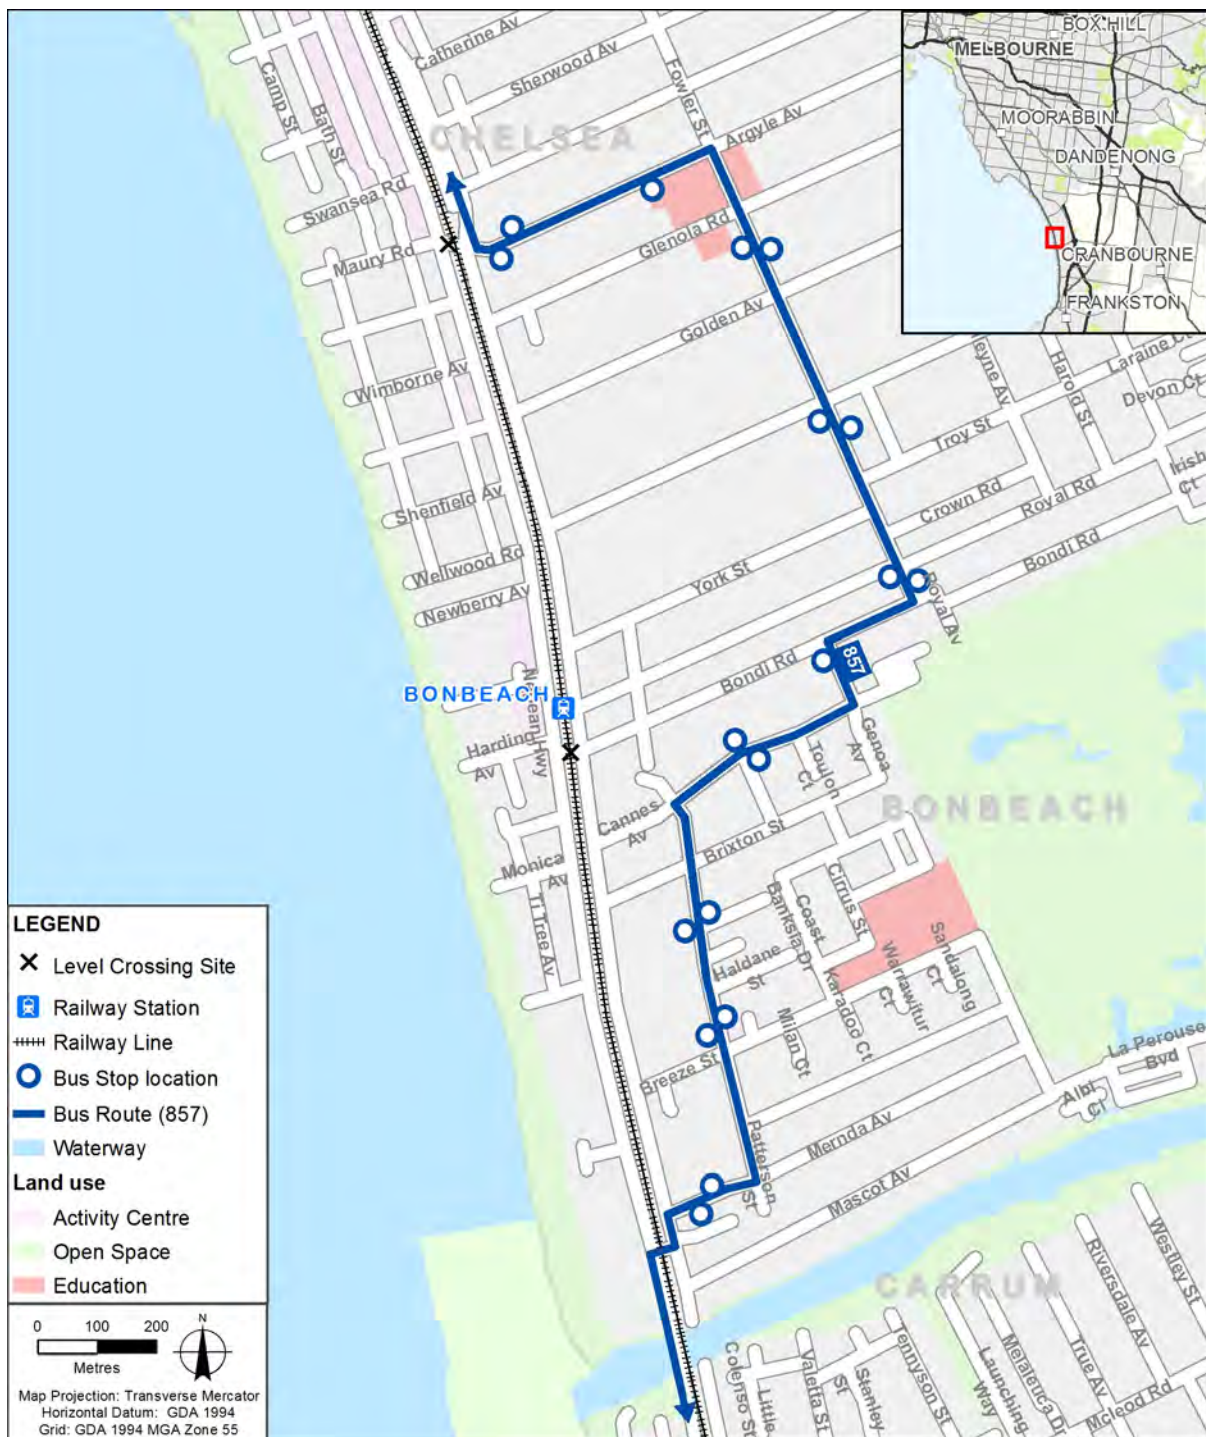 Catherine Av
Sherwood Av
Camp St
Bath St
Fowler St
Argyle Av
CHELSEA
Swansea Rd
Maury Rd
Glenola Rd
Golden Av
Wimborne Av
BOX HILL
MELBOURNE
MOORABBIN
DANDENONG
CRANBOURNE
FRANKSTON
Harold St
Laraine Ct
Devon Ct
Troy St
Irish Ct
Shenfield Av
Crown Rd
Royal Rd
Wellwood Rd
York St
Bondi Rd
Newberry Av
Royal Av
Bondi Rd
857
BONBEACH
Nepean Hwy
Harding Av
Genoa Av
Toulon Ct
BONBEACH
Cannes Av
Brixton St
Monica Av
Ti Tree Av
Cirrus St
Coast
Banksia Dr
Sandalong Ct
Haldane St
Warrawitur Ct
Karadoc Ct
Milan Ct
La Perouse Bvd
Breeze St
Albi Cl
Patterson St
Mernda Av
Mascot Av
Westley St
Riversdale Av
CARRUM
True Av
Melaleuca Dr
Launching Way
Tennyson St
Stanley St
Valetta St
Little
Colenso St
Mcleod Rd
LEGEND
Level Crossing Site
Railway Station
Railway Line
Bus Stop location
Bus Route (857)
Waterway
Land use
Activity Centre
Open Space
Education
0 100 200
Metres
N
Map Projection: Transverse Mercator
Horizontal Datum: GDA 1994
Grid: GDA 1994 MGA Zone 55